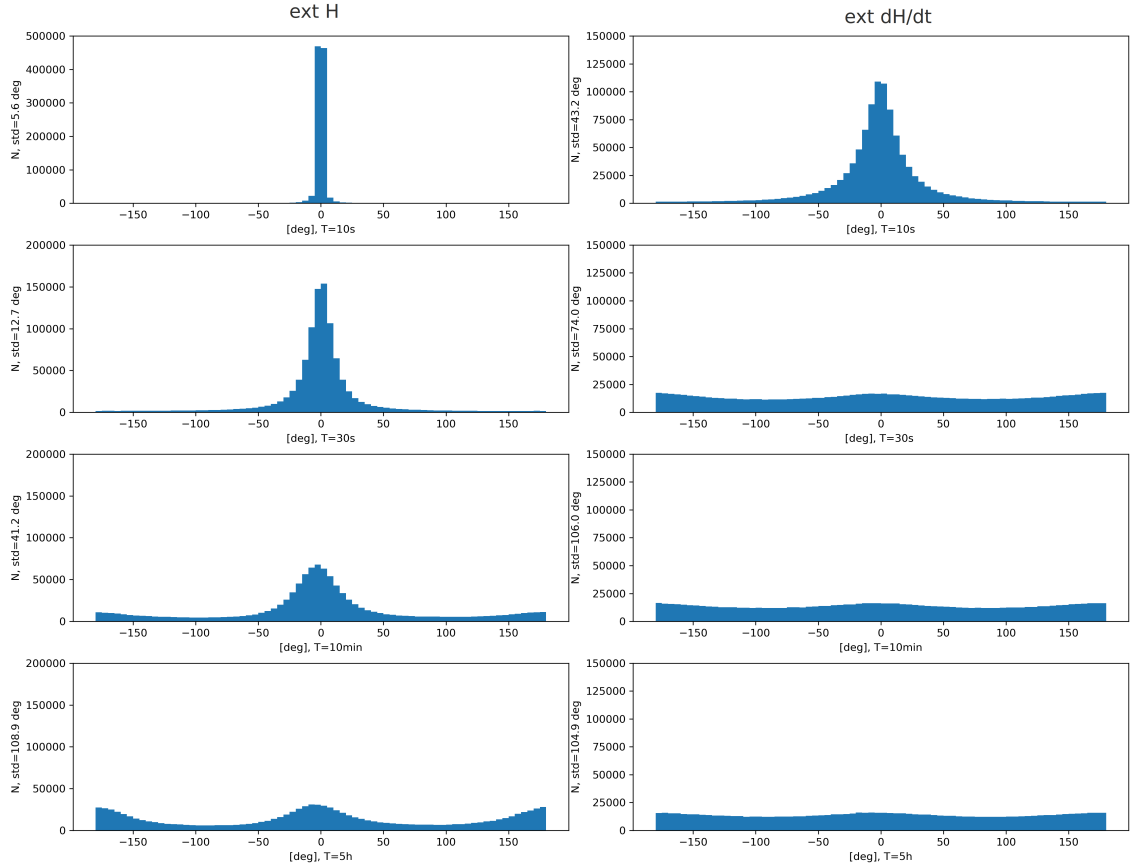 ext H
ext dH/dt
500000
400000
300000
200000
100000
0
N, std=5.6 deg
−150 −100 −50 0 50 100 150
[deg], T=10s
150000
125000
100000
75000
50000
25000
0
N, std=43.2 deg
−150 −100 −50 0 50 100 150
[deg], T=10s
200000
150000
100000
50000
0
N, std=12.7 deg
−150 −100 −50 0 50 100 150
[deg], T=30s
150000
125000
100000
75000
50000
25000
0
N, std=74.0 deg
−150 −100 −50 0 50 100 150
[deg], T=30s
200000
150000
100000
50000
0
N, std=41.2 deg
−150 −100 −50 0 50 100 150
[deg], T=10min
150000
125000
100000
75000
50000
25000
0
N, std=106.0 deg
−150 −100 −50 0 50 100 150
[deg], T=10min
200000
150000
100000
50000
0
N, std=108.9 deg
−150 −100 −50 0 50 100 150
[deg], T=5h
150000
125000
100000
75000
50000
25000
0
N, std=104.9 deg
−150 −100 −50 0 50 100 150
[deg], T=5h